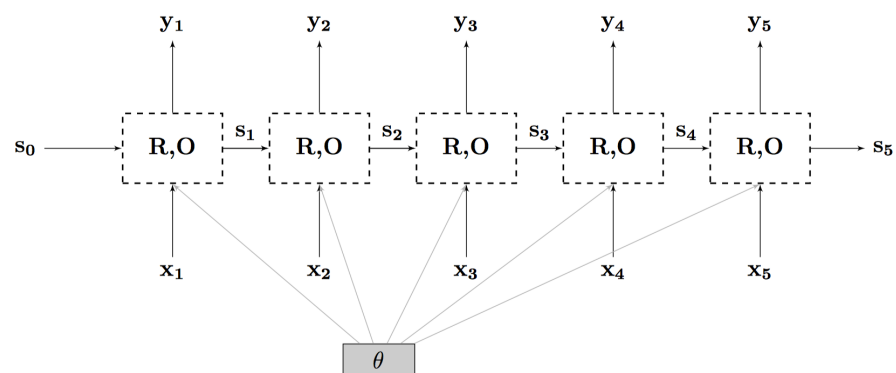 y₁ y₂ y₃ y₄ y₅
s₀ R,O s₁ R,O s₂ R,O s₃ R,O s₄ R,O s₅
x₁ x₂ x₃ x₄ x₅
θ